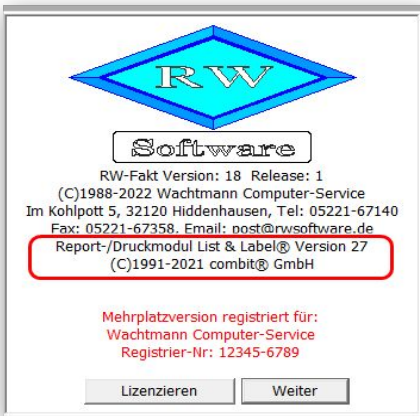 RW
Software
RW-Fakt Version: 18 Release: 1
(C)1988-2022 Wachtmann Computer-Service
Im Kohlpott 5, 32120 Hiddenhausen, Tel: 05221-67140
Fax: 05221-67358, Email: post@rwsoftware.de
Report-/Druckmodul List & Label® Version 27
(C)1991-2021 combit® GmbH
Mehrplatzversion registriert für:
Wachtmann Computer-Service
Registrier-Nr: 12345-6789
Lizenzieren Weiter